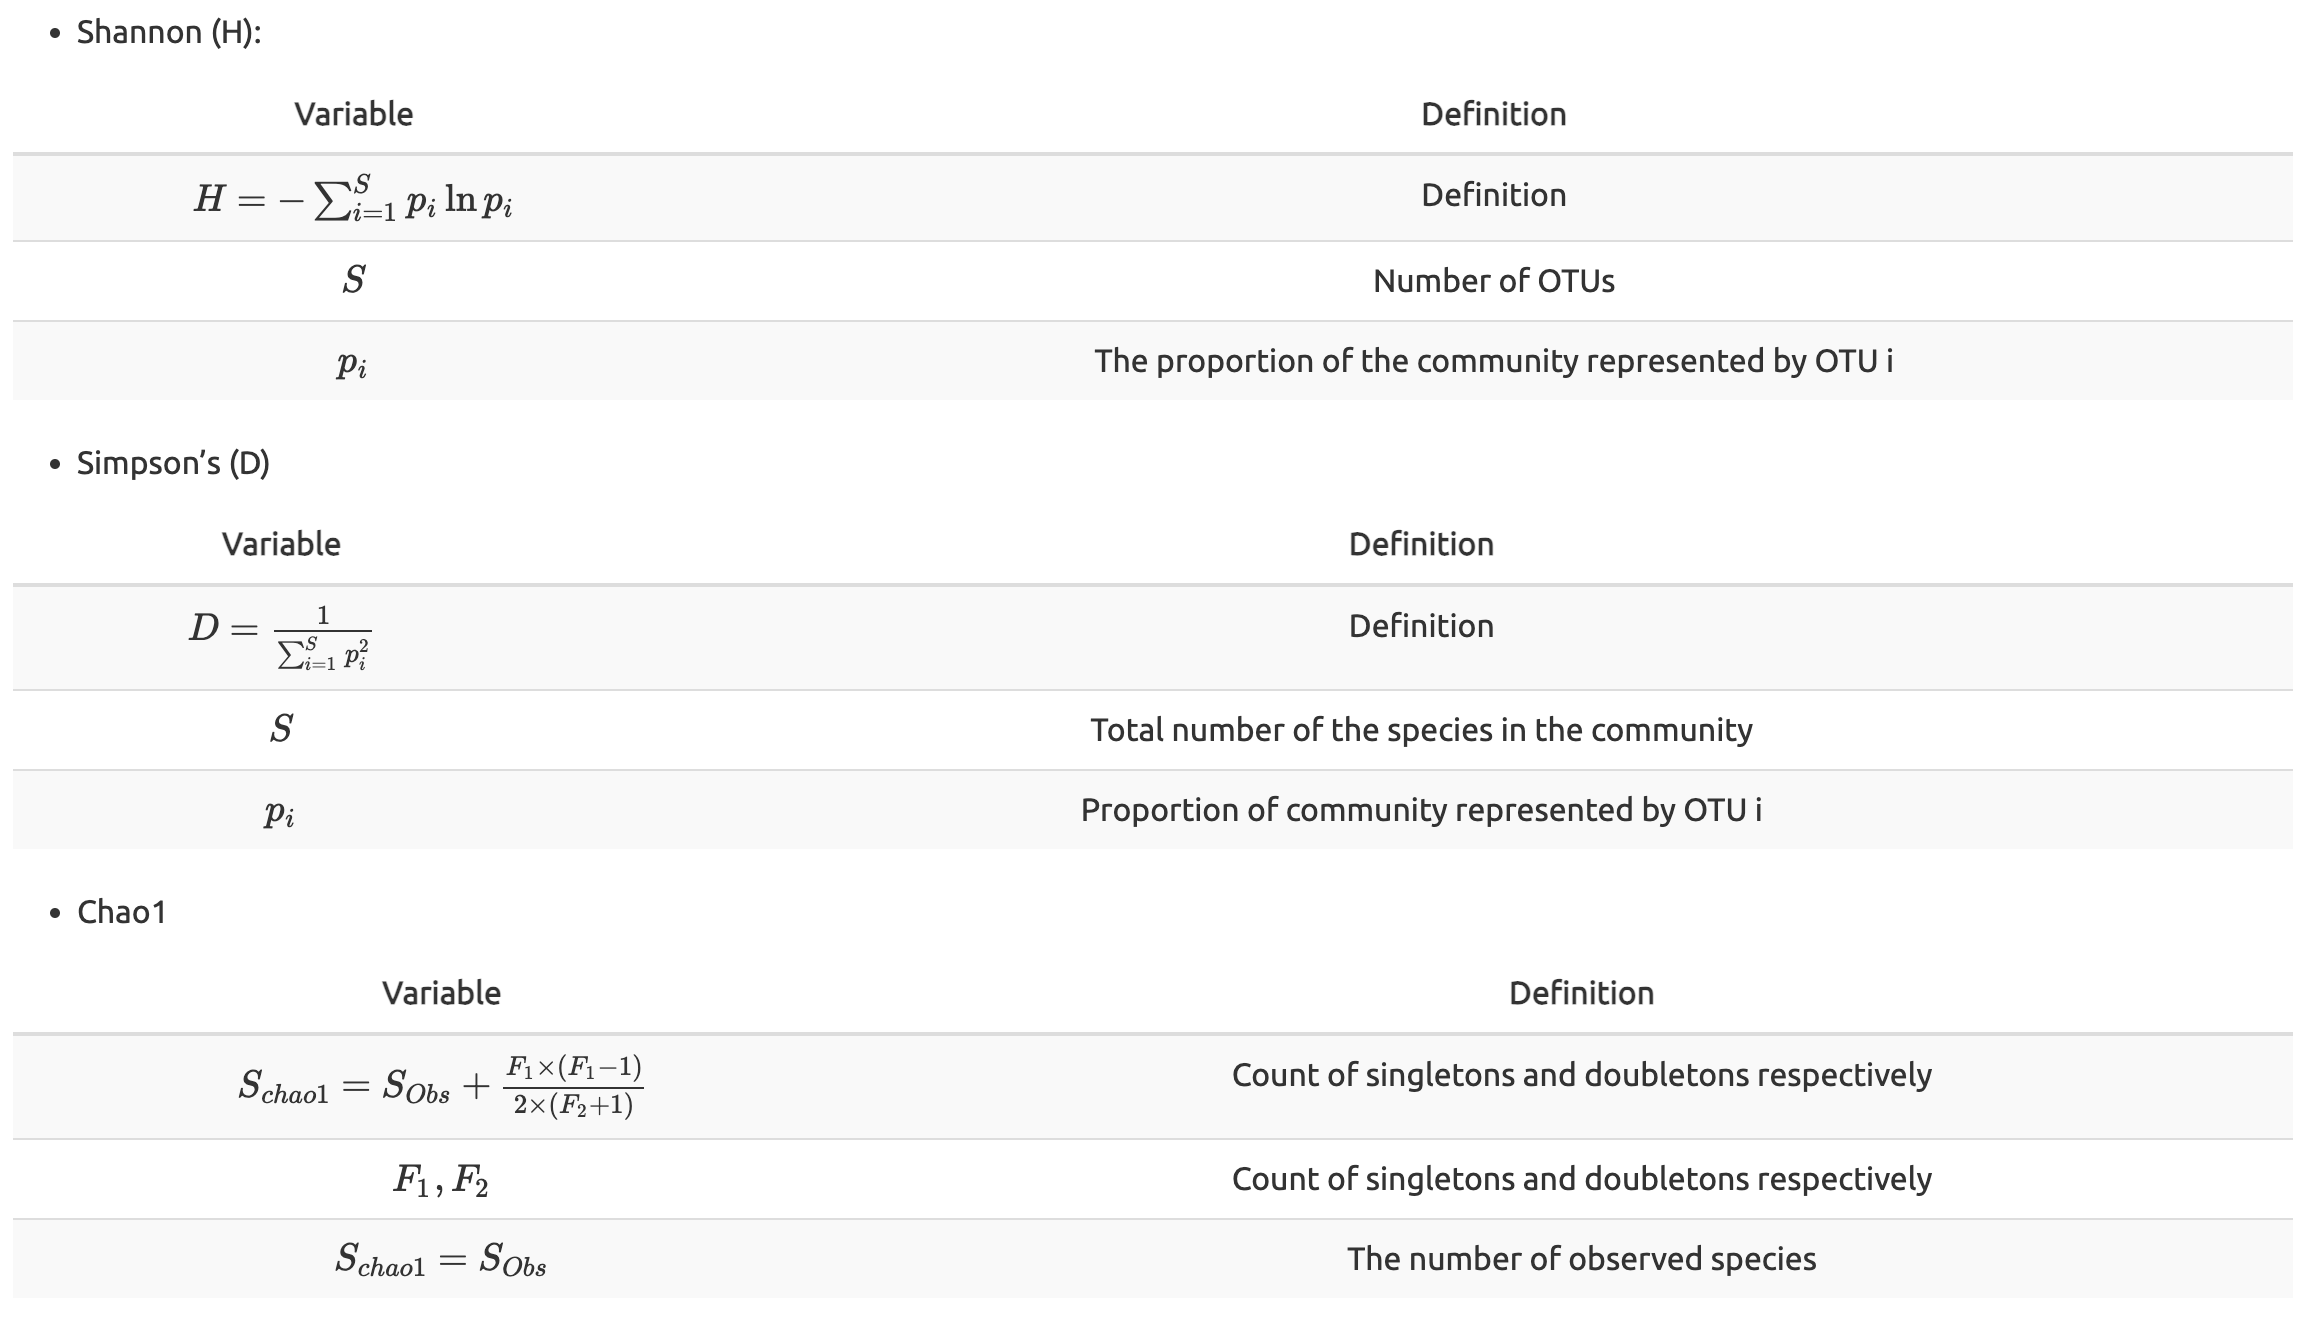 • Shannon (H):
Variable Definition
H = − ∑_{i=1}^{S} p_i ln p_i Definition
S Number of OTUs
p_i The proportion of the community represented by OTU i
• Simpson’s (D)
Variable Definition
D = \frac{1}{∑_{i=1}^{S} p_i^2} Definition
S Total number of the species in the community
p_i Proportion of community represented by OTU i
• Chao1
Variable Definition
S_{chao1} = S_{Obs} + \frac{F_1×(F_1−1)}{2×(F_2+1)} Count of singletons and doubletons respectively
F_1, F_2 Count of singletons and doubletons respectively
S_{chao1} = S_{Obs} The number of observed species